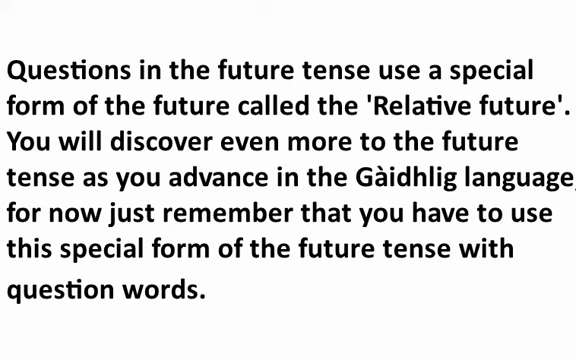 Questions in the future tense use a special
form of the future called the 'Relative future'.
You will discover even more to the future
tense as you advance in the Gàidhlig language,
for now just remember that you have to use
this special form of the future tense with
question words.